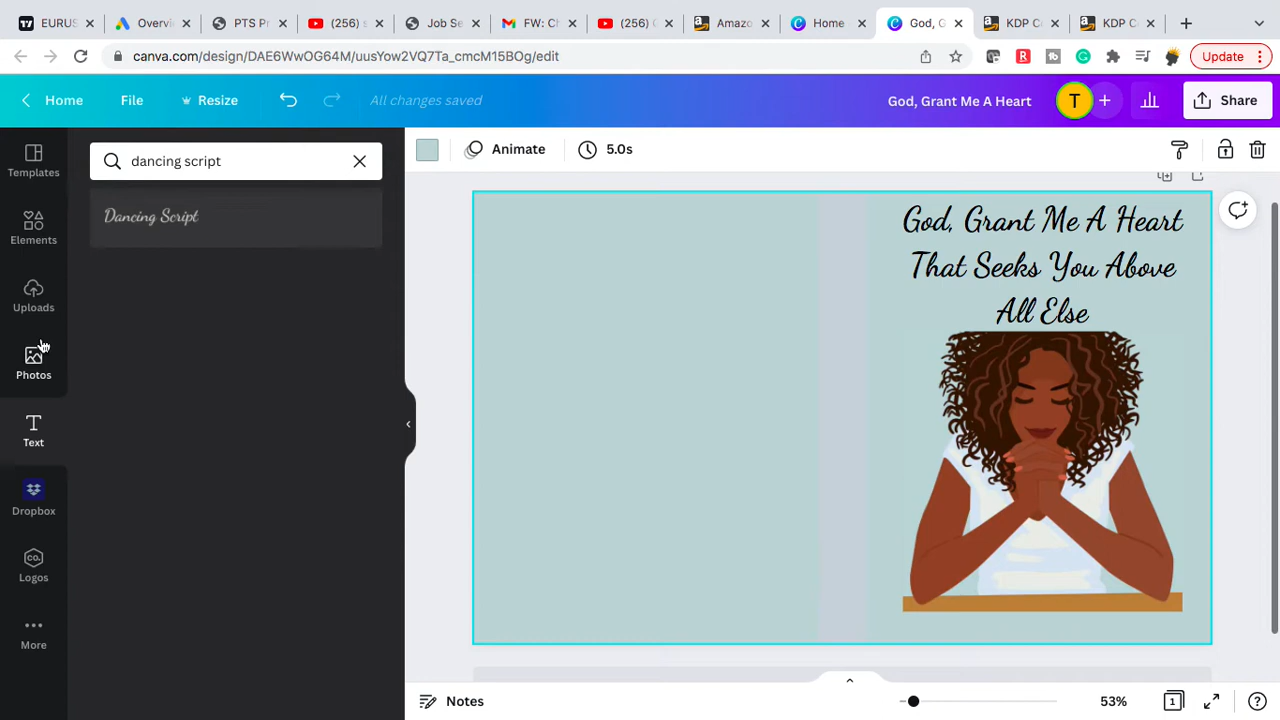 EURUS
Overvi
PTS Pr
(256) s
Job Se
FW: Ch
(256) C
Amazo
Home
God, G
KDP C
KDP C
canva.com/design/DAE6WwOG64M/uusYow2VQ7Ta_cmcM15BOg/edit
Update
Home
File
Resize
All changes saved
God, Grant Me A Heart
T
Share
Templates
Elements
Uploads
Photos
Text
Dropbox
CO.
Logos
More
dancing script
Dancing Script
Animate
5.0s
God, Grant Me A Heart
That Seeks You Above
All Else
Notes
53%
1